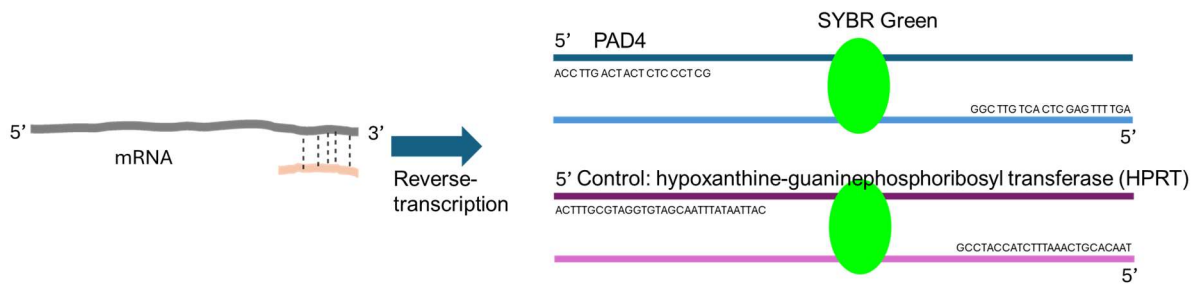 SYBR Green
5' PAD4
ACC TTG ACT ACT CTC CCT CG
GGC TTG TCA CTC GAG TTT TGA
5'
5' 3'
mRNA
Reverse-
transcription
5' Control: hypoxanthine-guaninephosphoribosyl transferase (HPRT)
ACTTTGCGTAGGTGTAGCAATTTATAATTAC
GCCTACCATCTTTAAACTGCACAAT
5'